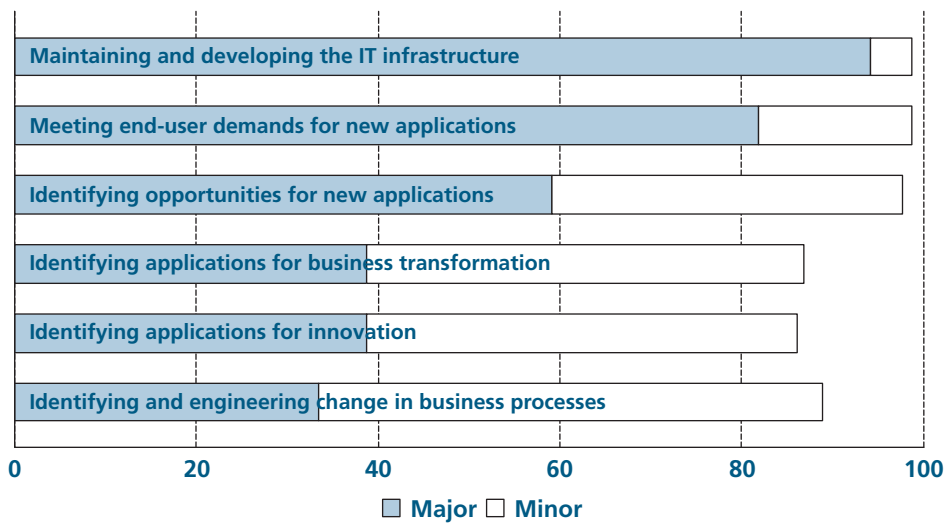 Maintaining and developing the IT infrastructure
Meeting end-user demands for new applications
Identifying opportunities for new applications
Identifying applications for business transformation
Identifying applications for innovation
Identifying and engineering change in business processes
0 20 40 60 80 100
Major Minor